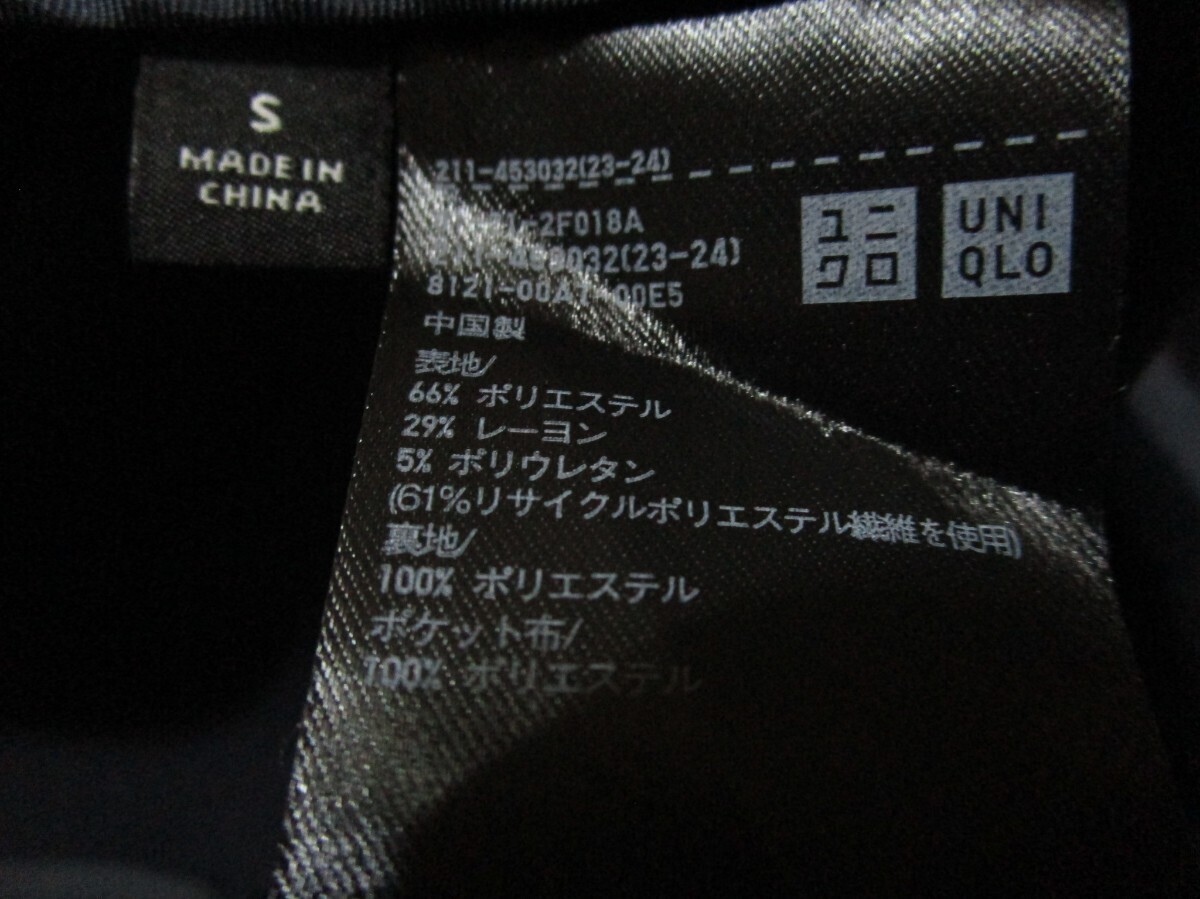 S
MADE IN
CHINA
211-453032(23-24)
ユニ
クロ
UNI
QLO
中国製
表地/
66% ポリエステル
29% レーヨン
5% ポリウレタン
(61%リサイクルポリエステル繊維を使用)
裏地/
100% ポリエステル
ポケット布/
100% ポリエステル